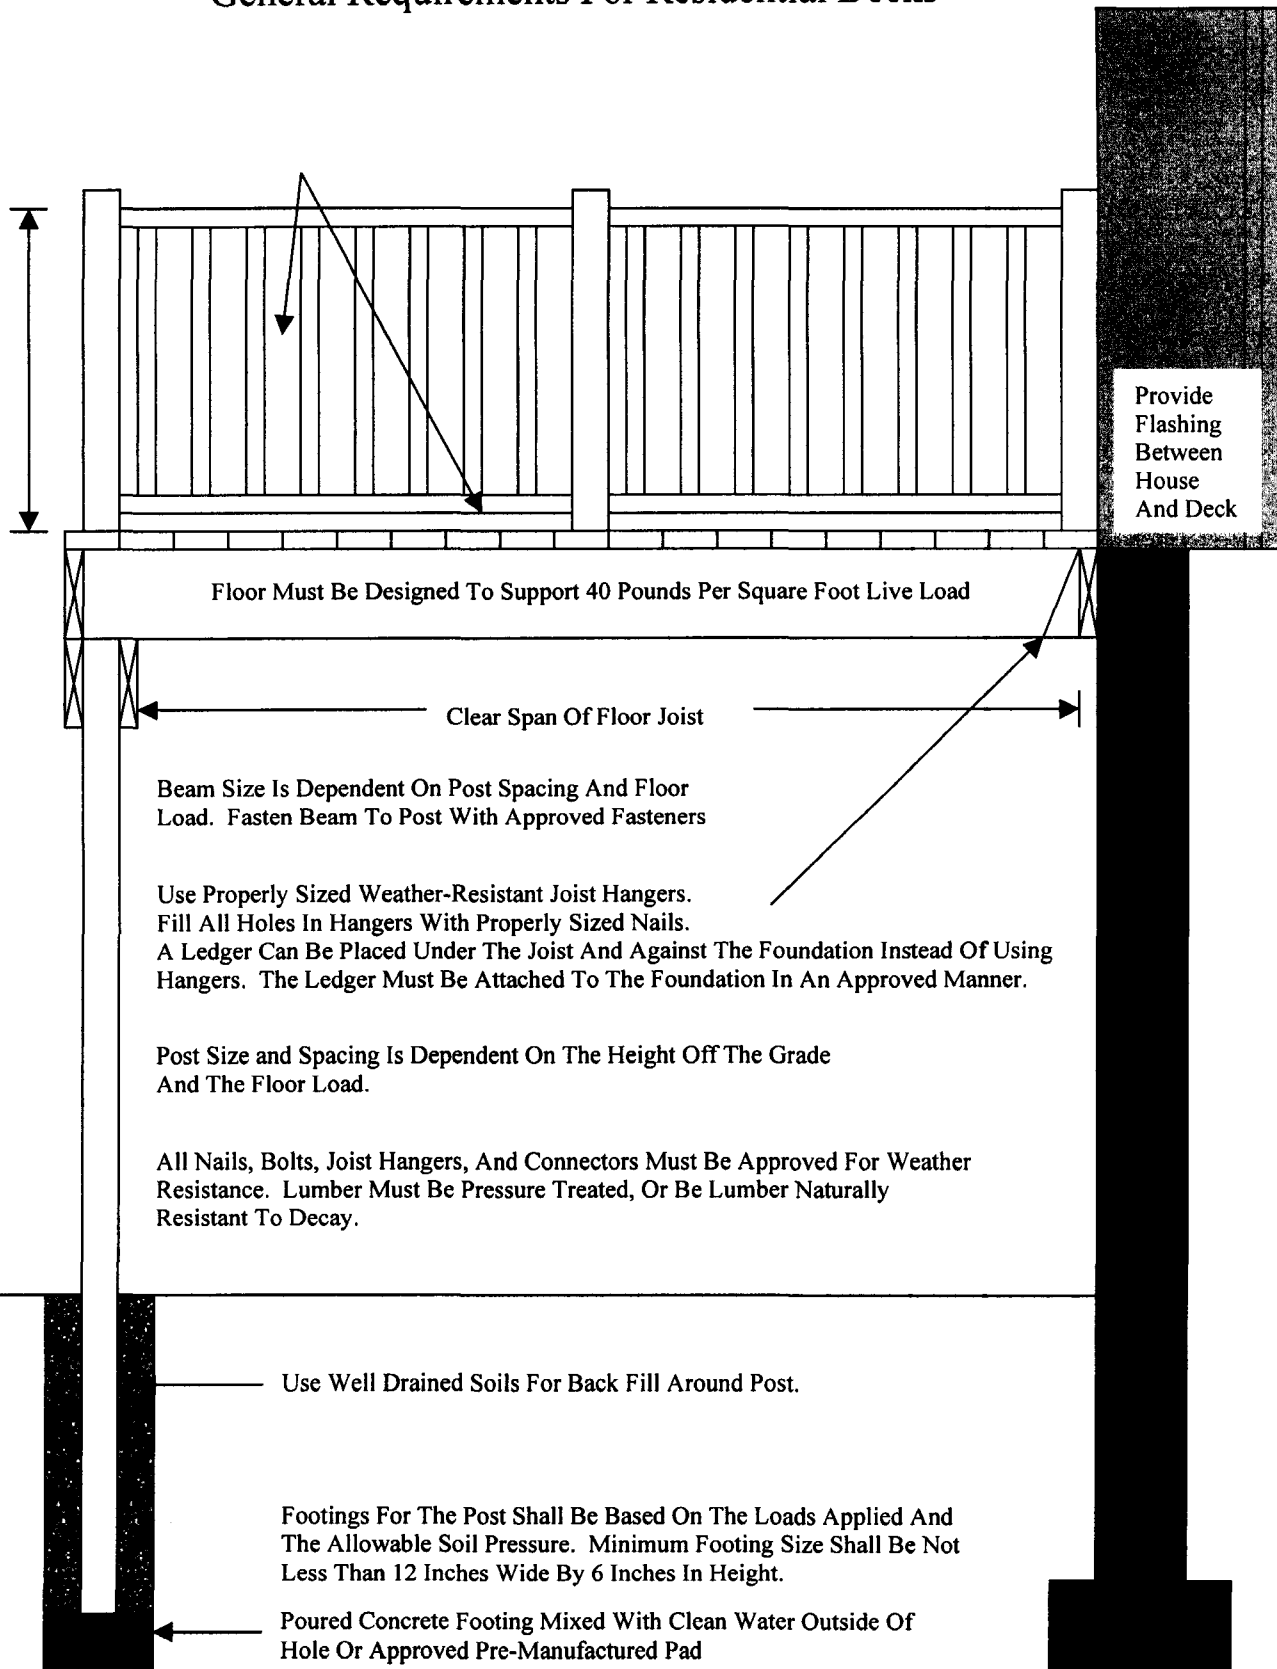 General Requirements For Residential Decks
Provide
Flashing
Between
House
And Deck
Floor Must Be Designed To Support 40 Pounds Per Square Foot Live Load
Clear Span Of Floor Joist
Beam Size Is Dependent On Post Spacing And Floor
Load. Fasten Beam To Post With Approved Fasteners
Use Properly Sized Weather-Resistant Joist Hangers.
Fill All Holes In Hangers With Properly Sized Nails.
A Ledger Can Be Placed Under The Joist And Against The Foundation Instead Of Using
Hangers. The Ledger Must Be Attached To The Foundation In An Approved Manner.
Post Size and Spacing Is Dependent On The Height Off The Grade
And The Floor Load.
All Nails, Bolts, Joist Hangers, And Connectors Must Be Approved For Weather
Resistance. Lumber Must Be Pressure Treated, Or Be Lumber Naturally
Resistant To Decay.
Use Well Drained Soils For Back Fill Around Post.
Footings For The Post Shall Be Based On The Loads Applied And
The Allowable Soil Pressure. Minimum Footing Size Shall Be Not
Less Than 12 Inches Wide By 6 Inches In Height.
Poured Concrete Footing Mixed With Clean Water Outside Of
Hole Or Approved Pre-Manufactured Pad